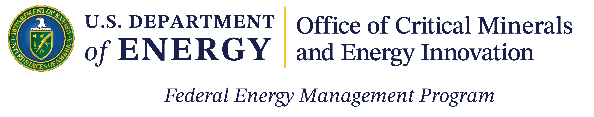 U.S. DEPARTMENT
of ENERGY
Office of Critical Minerals
and Energy Innovation
Federal Energy Management Program